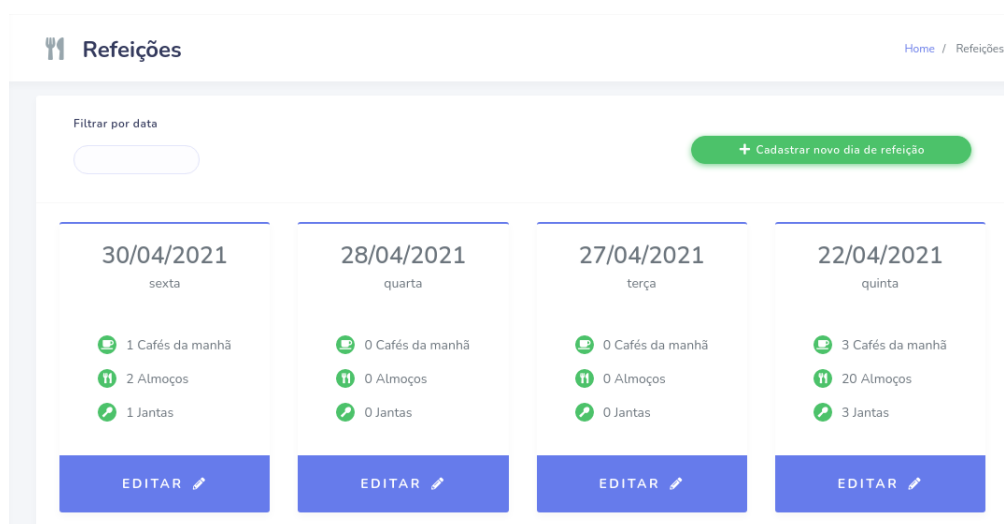 Refeições
Home / Refeições
Filtrar por data
Cadastrar novo dia de refeição
30/04/2021
sexta
1 Cafés da manhã
2 Almoços
1 Jantas
EDITAR
28/04/2021
quarta
0 Cafés da manhã
0 Almoços
0 Jantas
EDITAR
27/04/2021
terça
0 Cafés da manhã
0 Almoços
0 Jantas
EDITAR
22/04/2021
quinta
3 Cafés da manhã
20 Almoços
3 Jantas
EDITAR